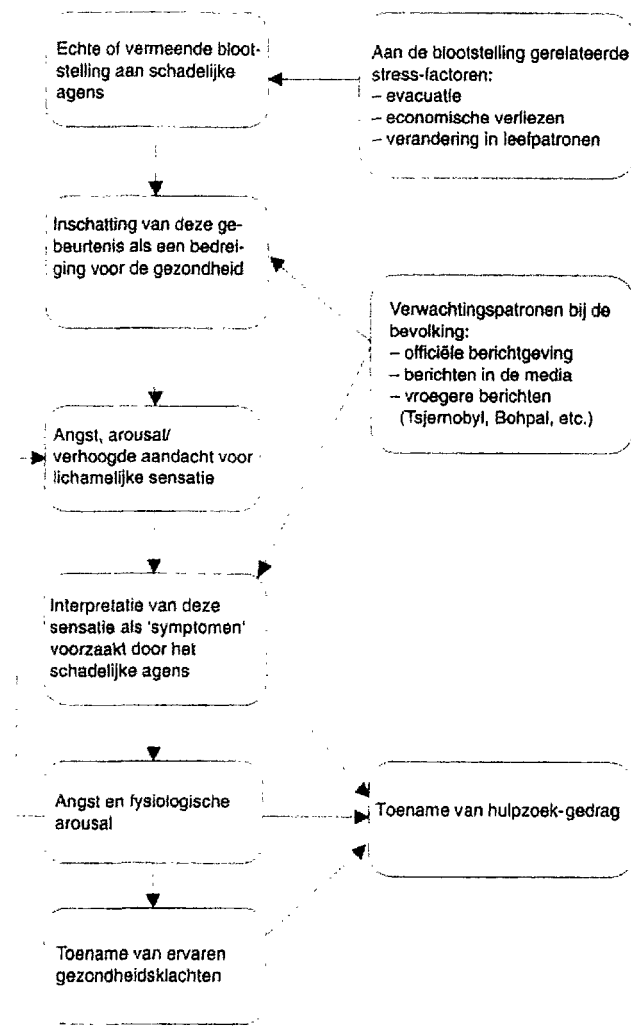 Echte of vermeende bloot-
stelling aan schadelijke
agens
Aan de blootstelling gerelateerde
stress-factoren:
– evacuatie
– economische verliezen
– verandering in leefpatronen
Inschatting van deze ge-
beurtenis als een bedrei-
ging voor de gezondheid
Verwachtingspatronen bij de
bevolking:
– officiële berichtgeving
– berichten in de media
– vroegere berichten
(Tsjernobyl, Bohpal, etc.)
Angst, arousal/
verhoogde aandacht voor
lichamelijke sensatie
Interpretatie van deze
sensatie als 'symptomen'
voorzaakt door het
schadelijke agens
Angst en fysiologische
arousal
Toename van hulpzoek-gedrag
Toename van ervaren
gezondheidsklachten